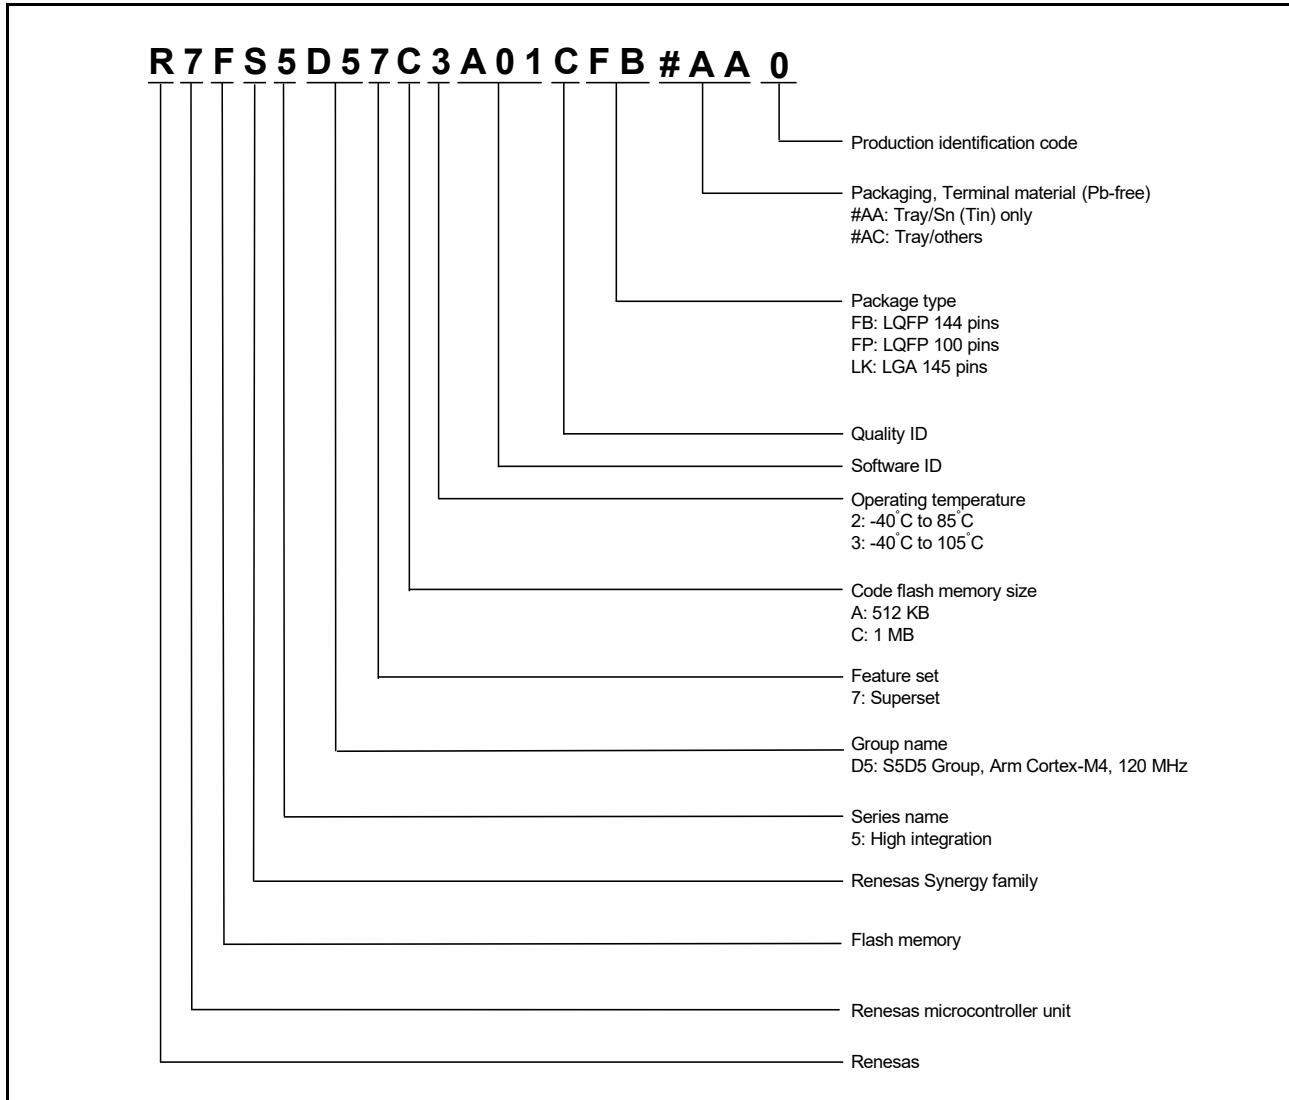 R7FS5D57C3A01CFB#AA0
Production identification code
Packaging, Terminal material (Pb-free)
#AA: Tray/Sn (Tin) only
#AC: Tray/others
Package type
FB: LQFP 144 pins
FP: LQFP 100 pins
LK: LGA 145 pins
Quality ID
Software ID
Operating temperature
2: -40°C to 85°C
3: -40°C to 105°C
Code flash memory size
A: 512 KB
C: 1 MB
Feature set
7: Superset
Group name
D5: S5D5 Group, Arm Cortex-M4, 120 MHz
Series name
5: High integration
Renesas Synergy family
Flash memory
Renesas microcontroller unit
Renesas